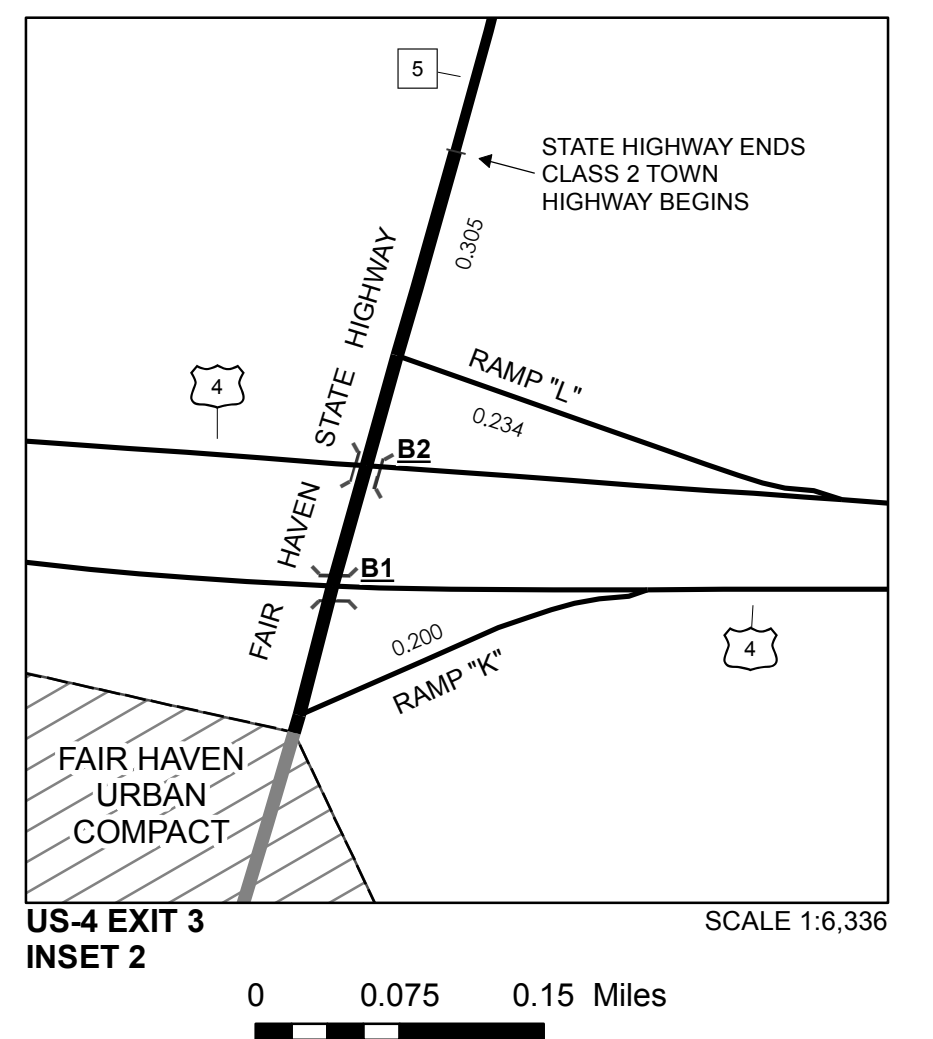 5
STATE HIGHWAY ENDS
CLASS 2 TOWN
HIGHWAY BEGINS
0.305
FAIR HAVEN STATE HIGHWAY
RAMP "L"
0.234
4
B2
B1
0.200
RAMP "K"
4
FAIR HAVEN
URBAN
COMPACT
US-4 EXIT 3
INSET 2
SCALE 1:6,336
0 0.075 0.15 Miles